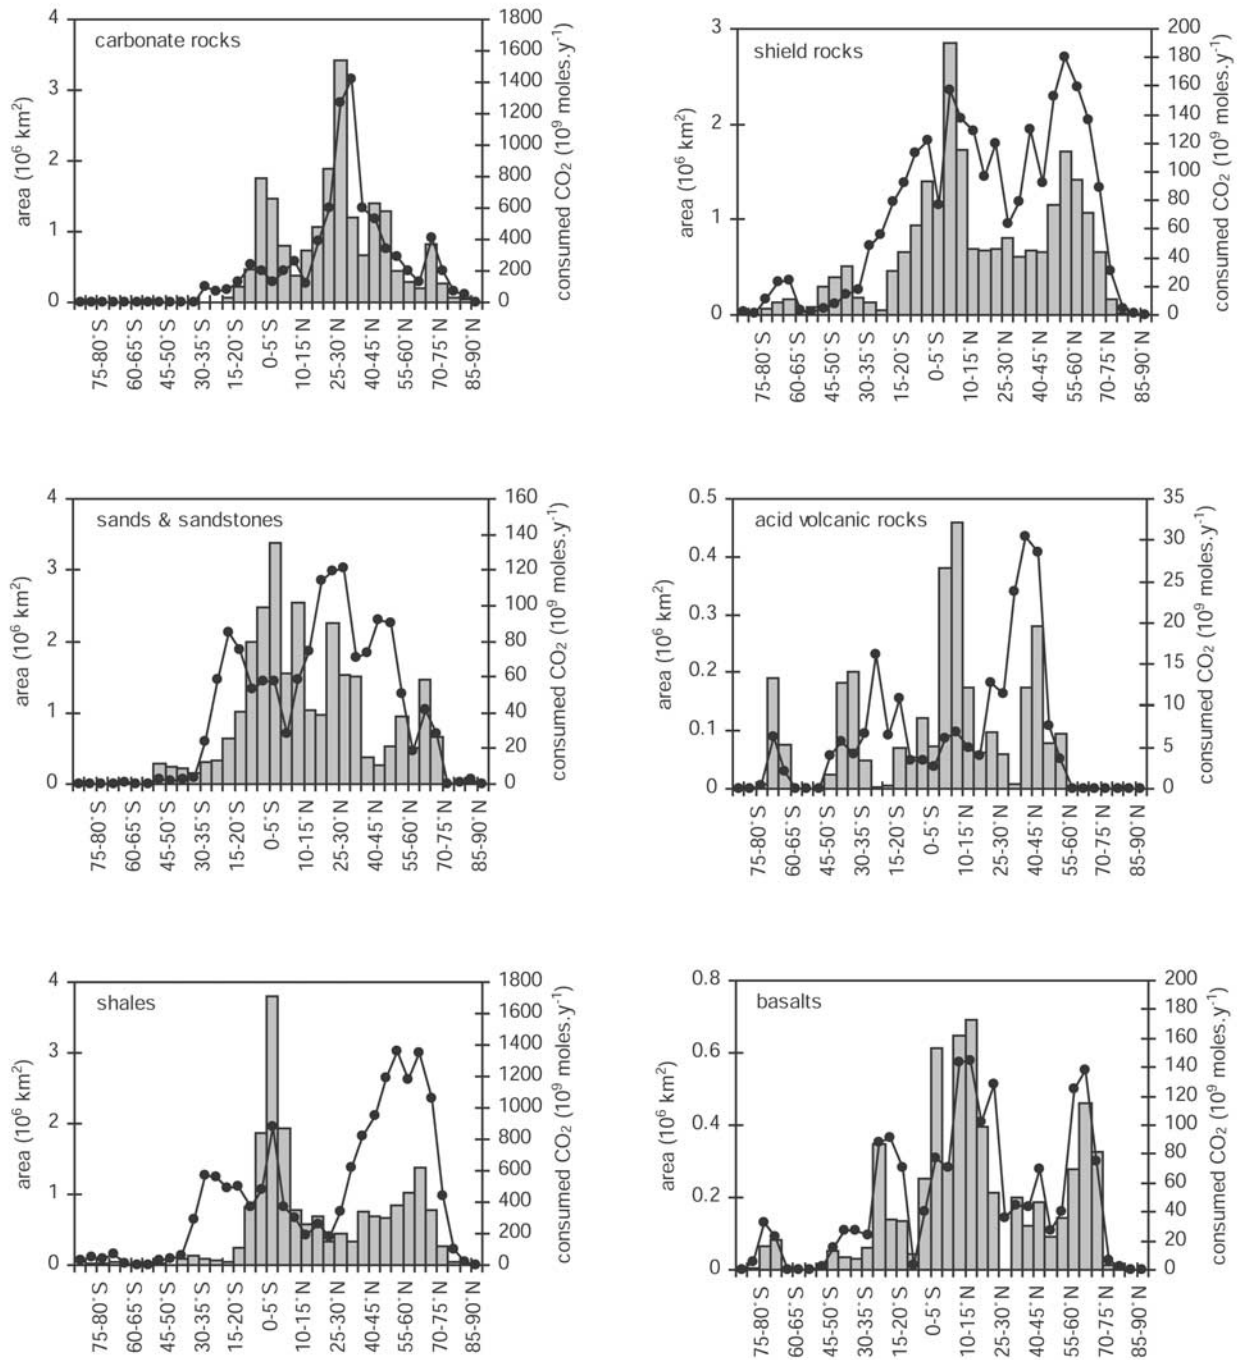 carbonate rocks
area (10⁶ km²)
4
3
2
1
0
1800
1600
1400
1200
1000
800
600
400
200
0
consumed CO₂ (10⁹ moles.y⁻¹)
75-80°S
60-65°S
45-50°S
30-35°S
15-20°S
0-5°S
10-15°N
25-30°N
40-45°N
55-60°N
70-75°N
85-90°N
shield rocks
area (10⁶ km²)
3
2
1
0
200
180
160
140
120
100
80
60
40
20
0
consumed CO₂ (10⁹ moles.y⁻¹)
75-80°S
60-65°S
45-50°S
30-35°S
15-20°S
0-5°S
10-15°N
25-30°N
40-45°N
55-60°N
70-75°N
85-90°N
sands & sandstones
area (10⁶ km²)
4
3
2
1
0
160
140
120
100
80
60
40
20
0
consumed CO₂ (10⁹ moles.y⁻¹)
75-80°S
60-65°S
45-50°S
30-35°S
15-20°S
0-5°S
10-15°N
25-30°N
40-45°N
55-60°N
70-75°N
85-90°N
acid volcanic rocks
area (10⁶ km²)
0.5
0.4
0.3
0.2
0.1
0
35
30
25
20
15
10
5
0
consumed CO₂ (10⁹ moles.y⁻¹)
75-80°S
60-65°S
45-50°S
30-35°S
15-20°S
0-5°S
10-15°N
25-30°N
40-45°N
55-60°N
70-75°N
85-90°N
shales
area (10⁶ km²)
4
3
2
1
0
1800
1600
1400
1200
1000
800
600
400
200
0
consumed CO₂ (10⁹ moles.y⁻¹)
75-80°S
60-65°S
45-50°S
30-35°S
15-20°S
0-5°S
10-15°N
25-30°N
40-45°N
55-60°N
70-75°N
85-90°N
basalts
area (10⁶ km²)
0.8
0.6
0.4
0.2
0
200
180
160
140
120
100
80
60
40
20
0
consumed CO₂ (10⁹ moles.y⁻¹)
75-80°S
60-65°S
45-50°S
30-35°S
15-20°S
0-5°S
10-15°N
25-30°N
40-45°N
55-60°N
70-75°N
85-90°N